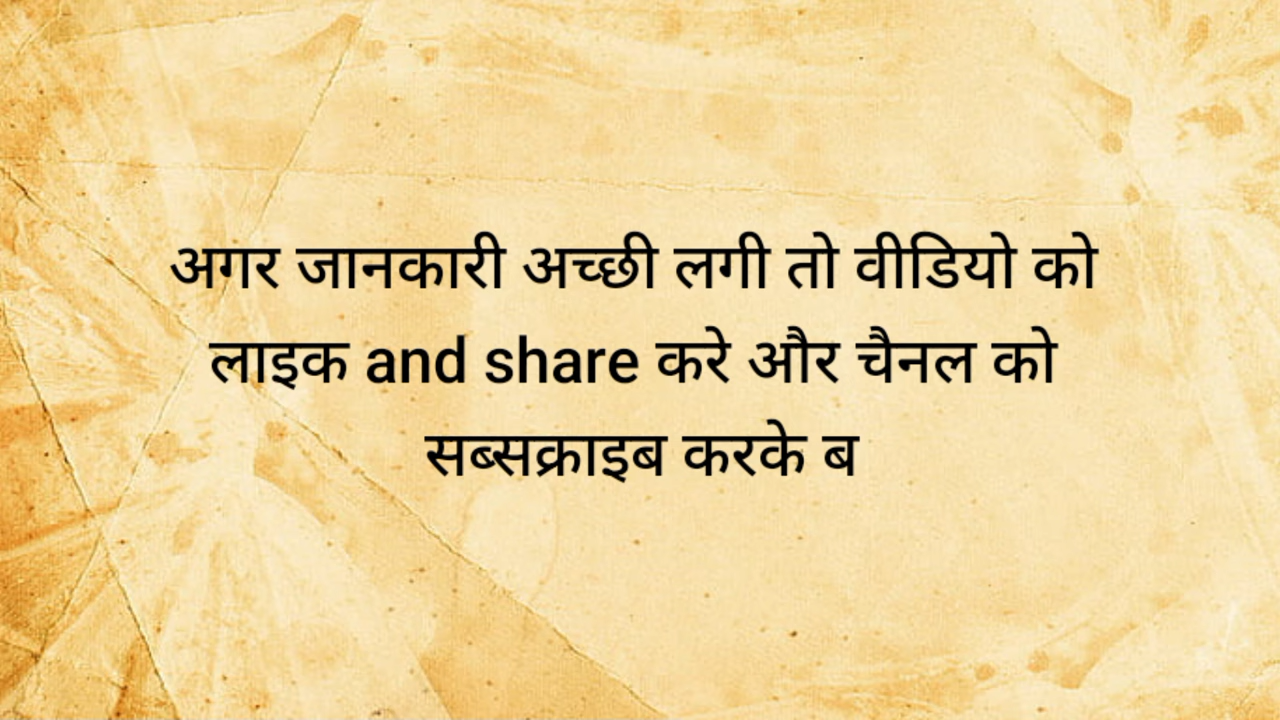 अगर जानकारी अच्छी लगी तो वीडियो को
लाइक and share करे और चैनल को
सब्सक्राइब करके ब